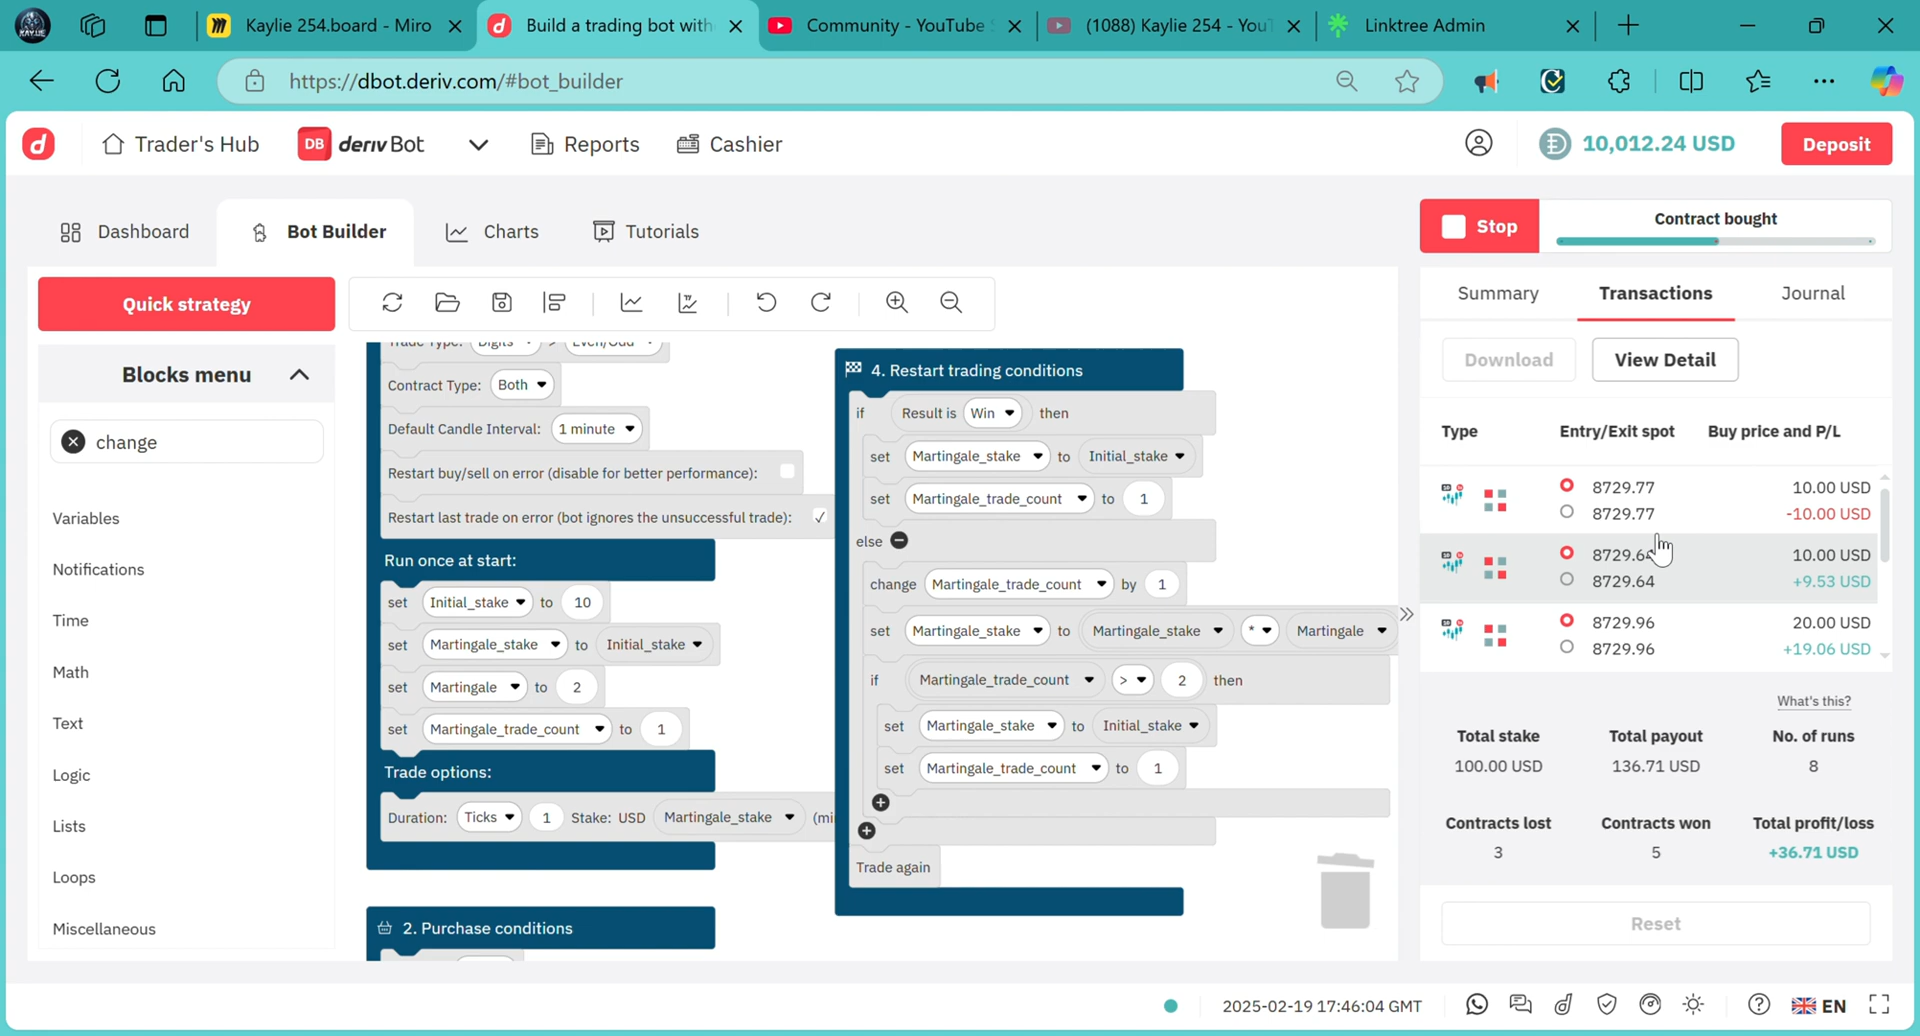 Kaylie 254.board - Miro
Build a trading bot with
Community - YouTube S
(1088) Kaylie 254 - YouT
Linktree Admin
https://dbot.deriv.com/#bot_builder
Trader's Hub
DB deriv Bot
Reports
Cashier
10,012.24 USD
Deposit
Dashboard
Bot Builder
Charts
Tutorials
Stop
Contract bought
Quick strategy
Blocks menu
change
Variables
Notifications
Time
Math
Text
Logic
Lists
Loops
Miscellaneous
Trade Type: Digits > Even/Odd
Contract Type: Both
Default Candle Interval: 1 minute
Restart buy/sell on error (disable for better performance):
Restart last trade on error (bot ignores the unsuccessful trade): ✓
Run once at start:
set Initial_stake to 10
set Martingale_stake to Initial_stake
set Martingale to 2
set Martingale_trade_count to 1
Trade options:
Duration: Ticks 1 Stake: USD Martingale_stake (mi
2. Purchase conditions
4. Restart trading conditions
if Result is Win then
set Martingale_stake to Initial_stake
set Martingale_trade_count to 1
else
change Martingale_trade_count by 1
set Martingale_stake to Martingale_stake * Martingale
if Martingale_trade_count > 2 then
set Martingale_stake to Initial_stake
set Martingale_trade_count to 1
Trade again
Summary
Transactions
Journal
Download
View Detail
Type Entry/Exit spot Buy price and P/L
8729.77 10.00 USD
8729.77 -10.00 USD
8729.64 10.00 USD
8729.64 +9.53 USD
8729.96 20.00 USD
8729.96 +19.06 USD
What's this?
Total stake Total payout No. of runs
100.00 USD 136.71 USD 8
Contracts lost Contracts won Total profit/loss
3 5 +36.71 USD
Reset
2025-02-19 17:46:04 GMT
EN